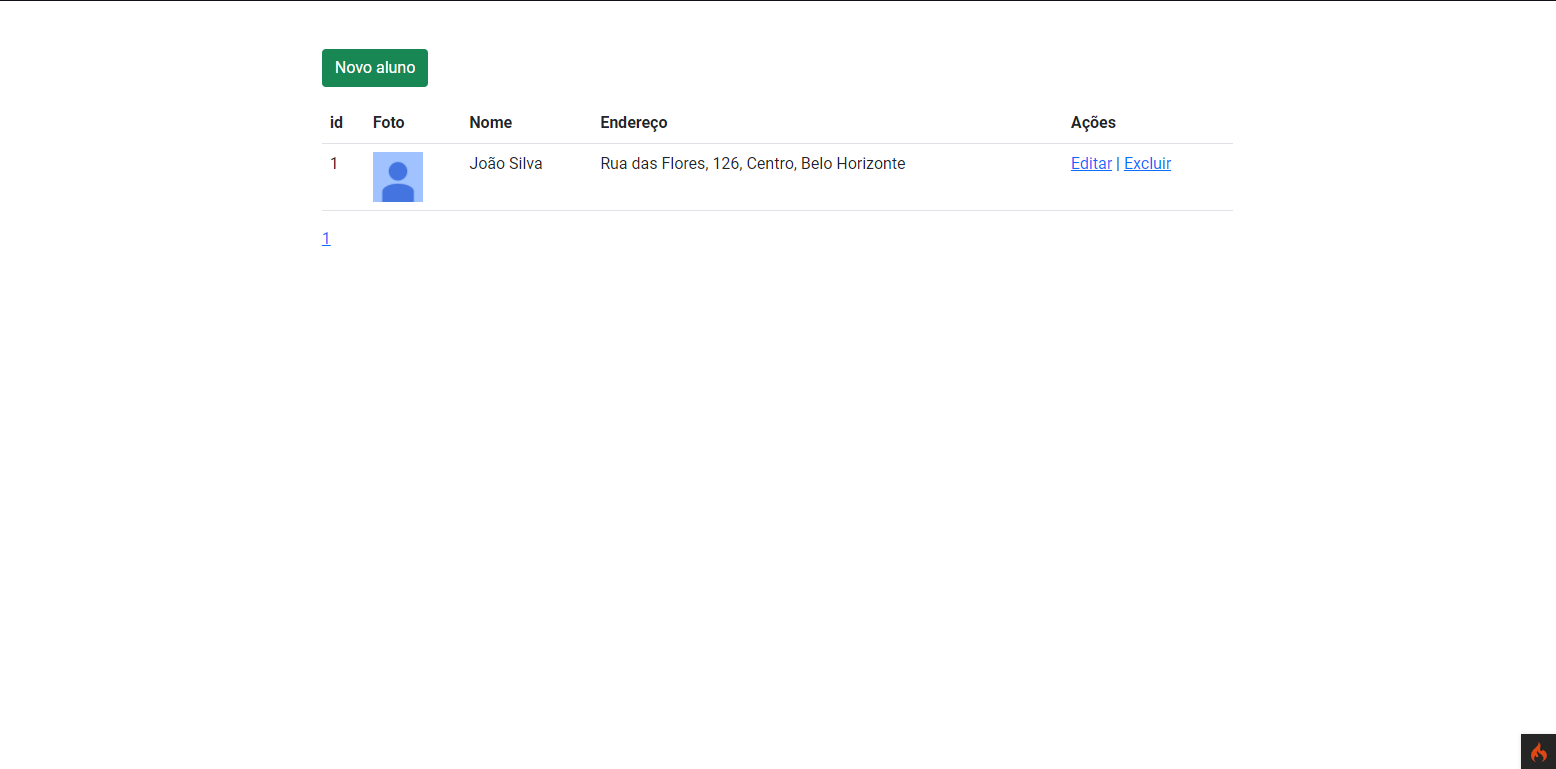 Novo aluno
id Foto Nome Endereço Ações
1 João Silva Rua das Flores, 126, Centro, Belo Horizonte Editar | Excluir
1